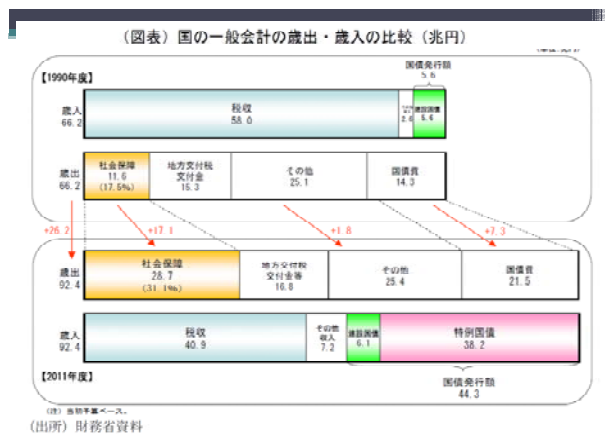 （図表）国の一般会計の歳出・歳入の比較（兆円）
【1990年度】
国債発行額
5.6
歳入
66.2
税収
58.0
2.6
建設国債
5.6
歳出
66.2
社会保障
11.6
(17.5%)
地方交付税
交付金
15.3
その他
25.1
国債費
14.3
+26.2
+17.1
+1.8
+7.3
歳出
92.4
社会保障
28.7
(31.1%)
地方交付税
交付金等
16.8
その他
25.4
国債費
21.5
歳入
92.4
税収
40.9
その他
収入
7.2
建設国債
6.1
特例国債
38.2
【2011年度】
国債発行額
44.3
（注）当初予算ベース。
（出所）財務省資料